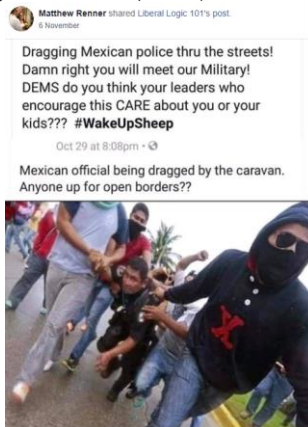 Matthew Renner shared Liberal Logic 101's post.
6 November
Dragging Mexican police thru the streets!
Damn right you will meet our Military!
DEMS do you think your leaders who
encourage this CARE about you or your
kids??? #WakeUpSheep
Oct 29 at 8:08pm •
Mexican official being dragged by the caravan.
Anyone up for open borders??
X